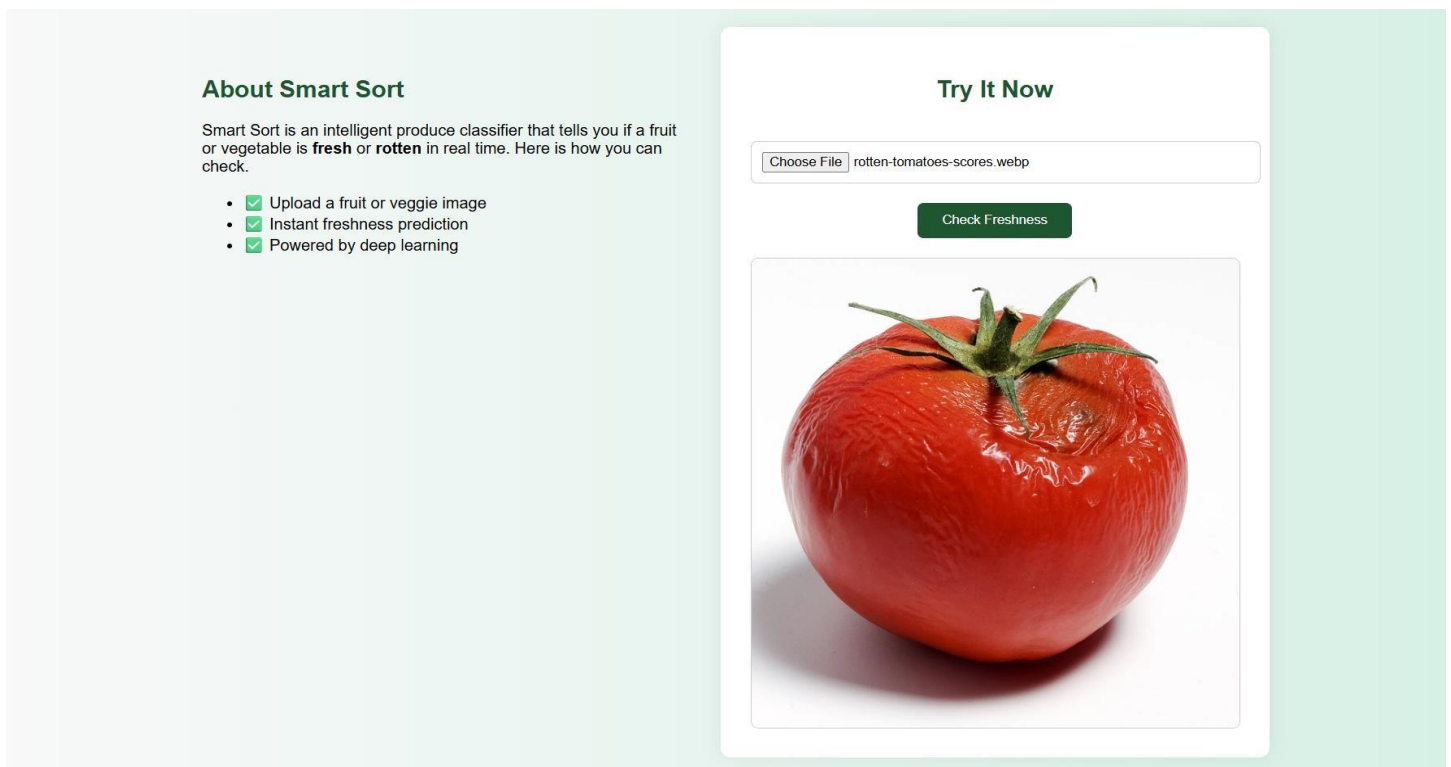 About Smart Sort
Smart Sort is an intelligent produce classifier that tells you if a fruit
or vegetable is fresh or rotten in real time. Here is how you can
check.
• ✅ Upload a fruit or veggie image
• ✅ Instant freshness prediction
• ✅ Powered by deep learning
Try It Now
Choose File rotten-tomatoes-scores.webp
Check Freshness